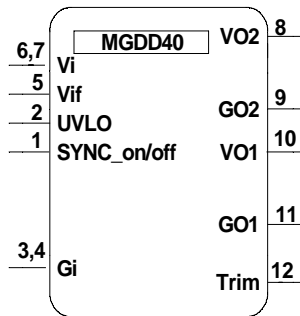 MGDD40
VO2 8
6,7 Vi
5 Vif
GO2 9
2 UVLO
1 SYNC_on/off
VO1 10
GO1 11
3,4 Gi
Trim 12